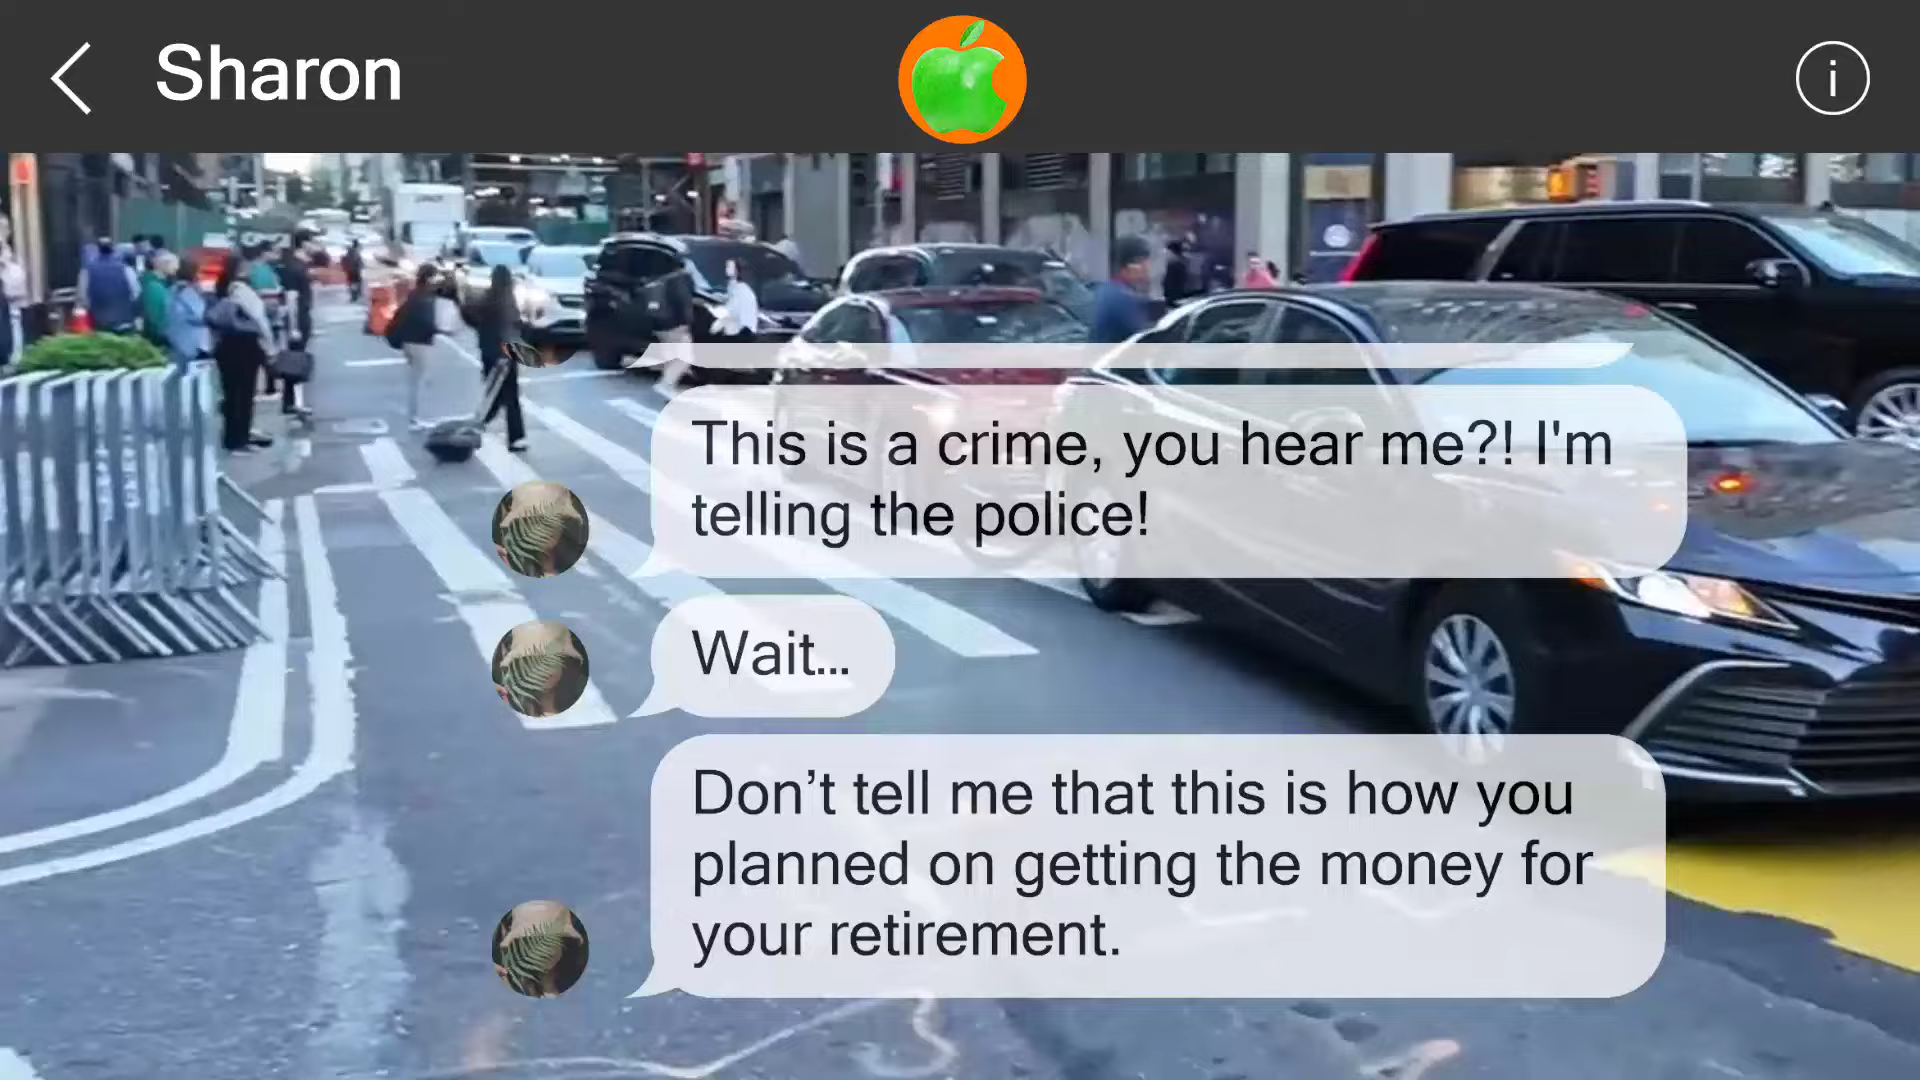 Sharon
This is a crime, you hear me?! I'm
telling the police!
Wait...
Don’t tell me that this is how you
planned on getting the money for
your retirement.